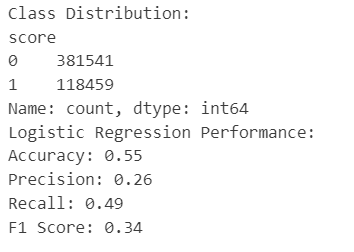 Class Distribution:
score
0    381541
1    118459
Name: count, dtype: int64
Logistic Regression Performance:
Accuracy: 0.55
Precision: 0.26
Recall: 0.49
F1 Score: 0.34